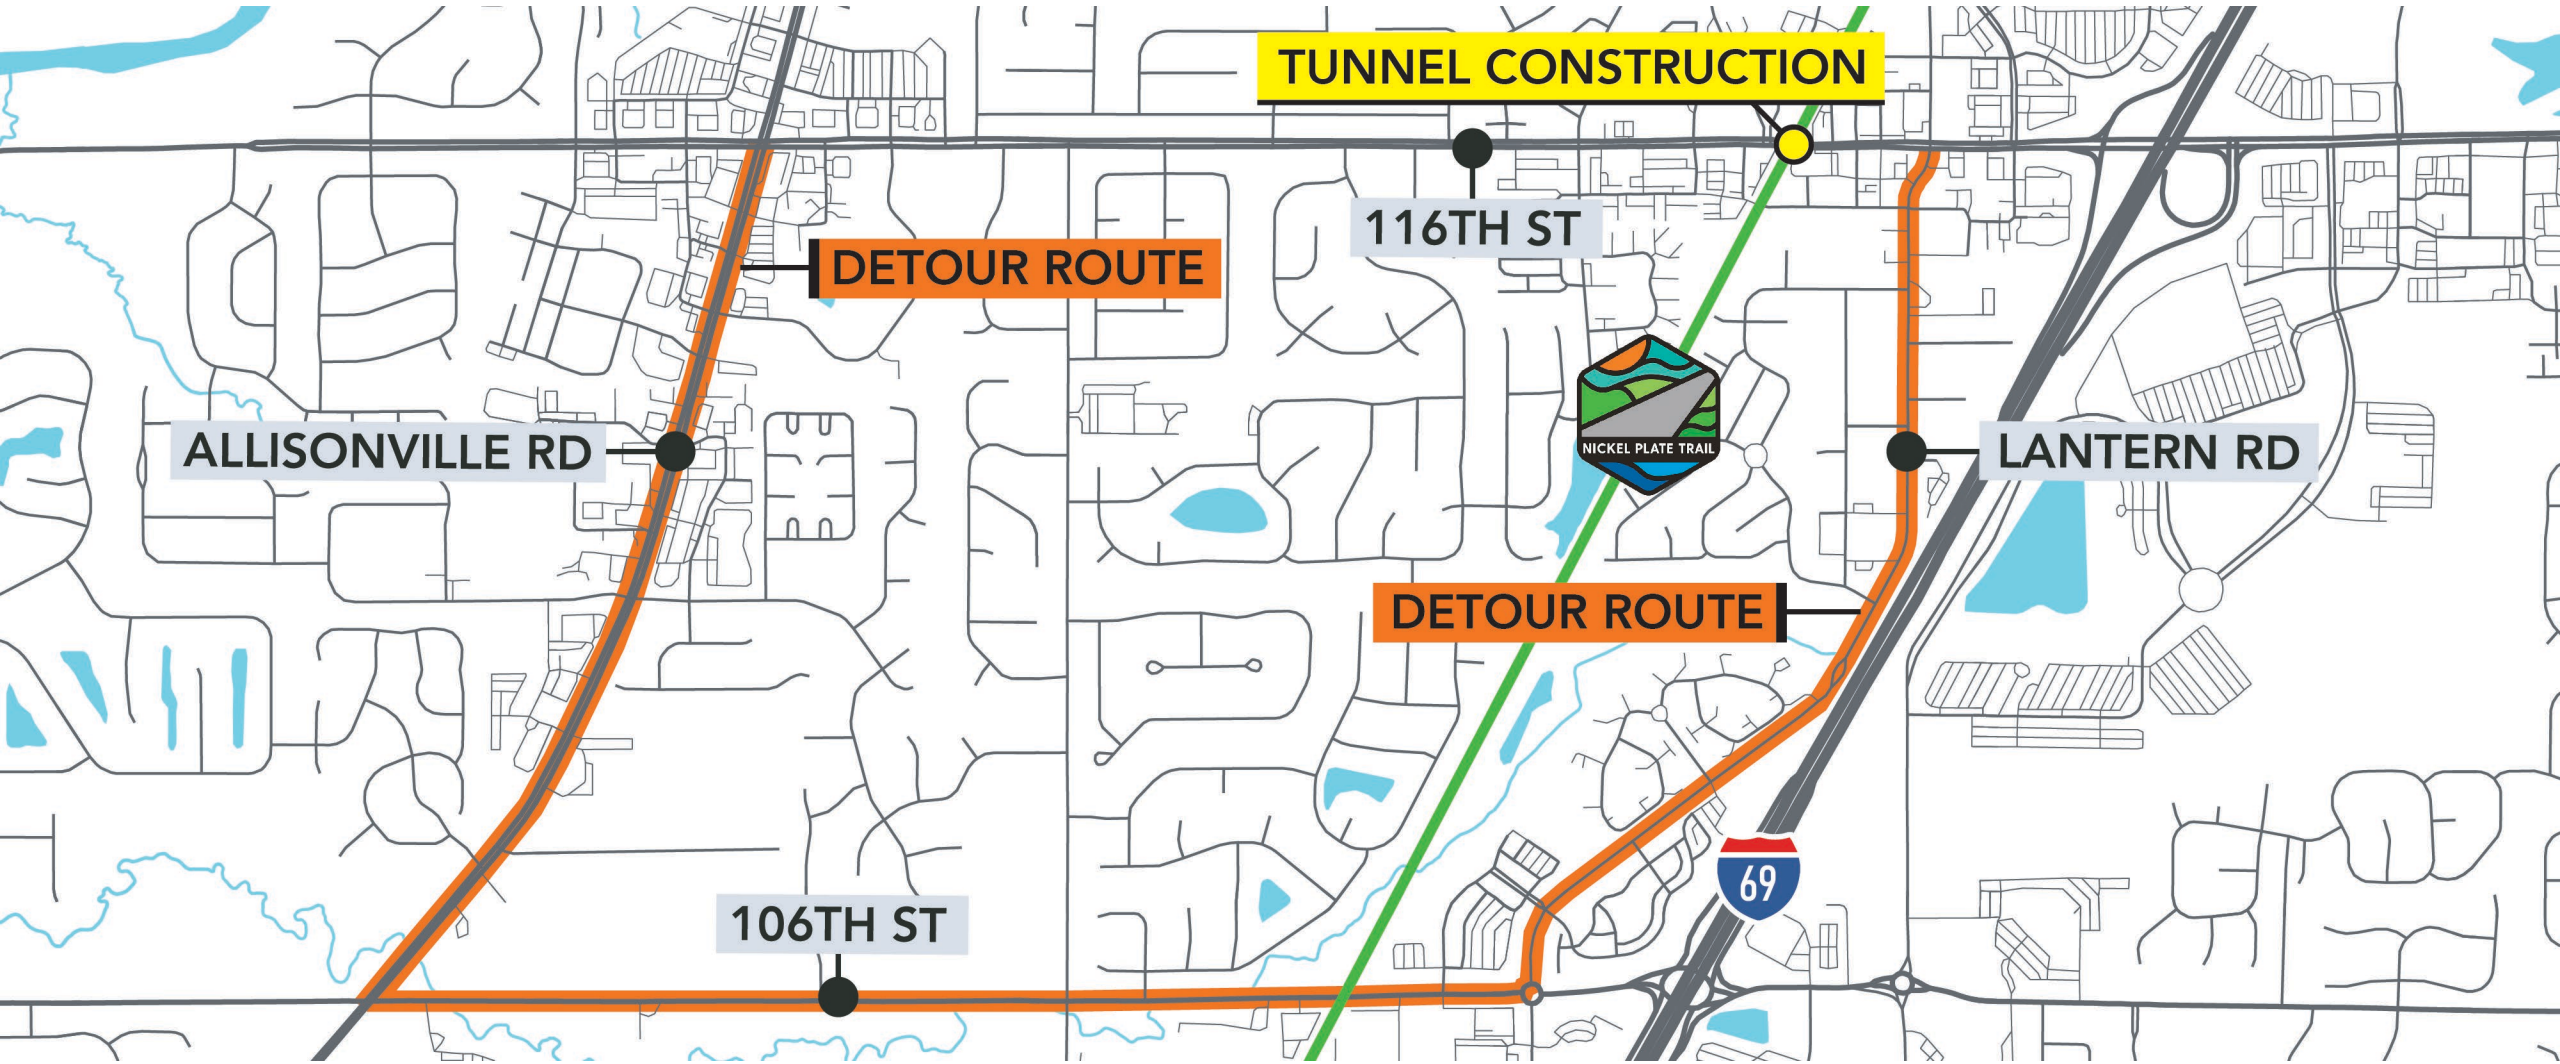 TUNNEL CONSTRUCTION
116TH ST
DETOUR ROUTE
ALLISONVILLE RD
NICKEL PLATE TRAIL
LANTERN RD
DETOUR ROUTE
69
106TH ST